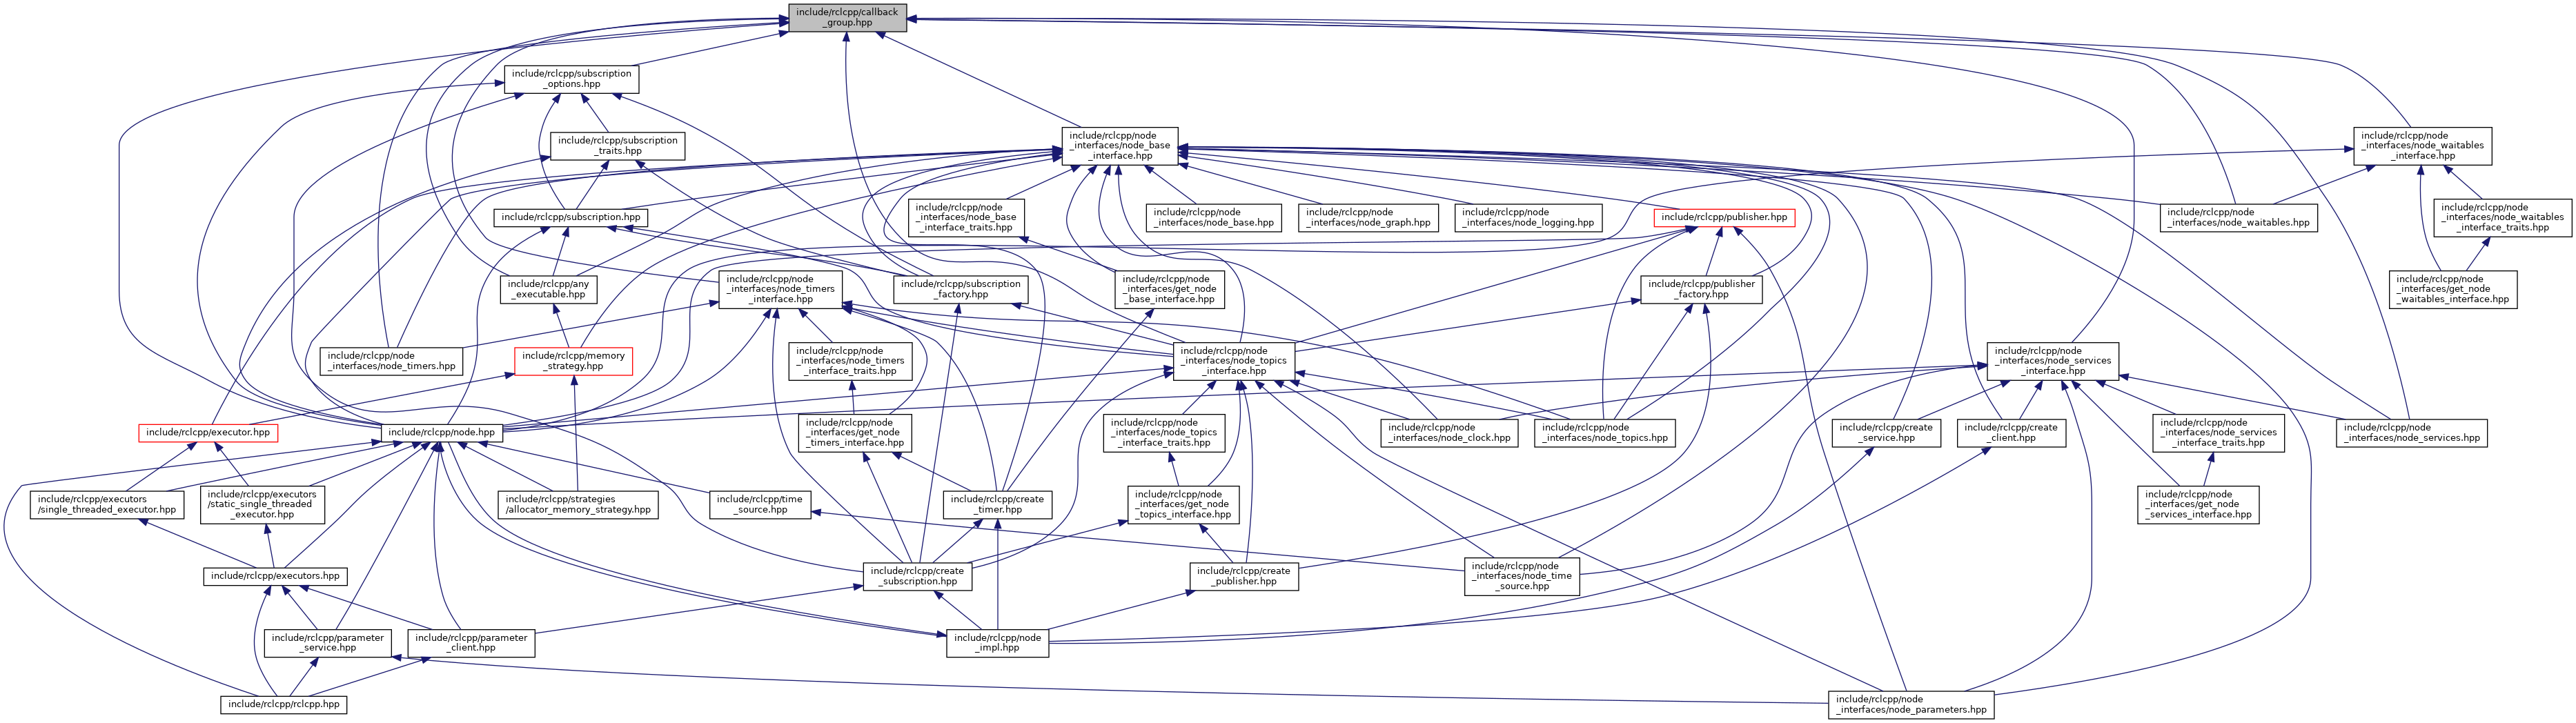 include/rclcpp/callback
_group.hpp
include/rclcpp/subscription
_options.hpp
include/rclcpp/subscription
_traits.hpp
include/rclcpp/node
_interfaces/node_base
_interface.hpp
include/rclcpp/node
_interfaces/node_waitables
_interface.hpp
include/rclcpp/subscription.hpp
include/rclcpp/node
_interfaces/node_base
_interface_traits.hpp
include/rclcpp/node
_interfaces/node_base.hpp
include/rclcpp/node
_interfaces/node_graph.hpp
include/rclcpp/node
_interfaces/node_logging.hpp
include/rclcpp/publisher.hpp
include/rclcpp/node
_interfaces/node_waitables.hpp
include/rclcpp/node
_interfaces/node_waitables
_interface_traits.hpp
include/rclcpp/any
_executable.hpp
include/rclcpp/node
_interfaces/node_timers
_interface.hpp
include/rclcpp/subscription
_factory.hpp
include/rclcpp/node
_interfaces/get_node
_base_interface.hpp
include/rclcpp/publisher
_factory.hpp
include/rclcpp/node
_interfaces/get_node
_waitables_interface.hpp
include/rclcpp/node
_interfaces/node_timers.hpp
include/rclcpp/memory
_strategy.hpp
include/rclcpp/node
_interfaces/node_timers
_interface_traits.hpp
include/rclcpp/node
_interfaces/node_topics
_interface.hpp
include/rclcpp/node
_interfaces/node_services
_interface.hpp
include/rclcpp/executor.hpp
include/rclcpp/node.hpp
include/rclcpp/node
_interfaces/get_node
_timers_interface.hpp
include/rclcpp/node
_interfaces/node_topics
_interface_traits.hpp
include/rclcpp/node
_interfaces/node_clock.hpp
include/rclcpp/node
_interfaces/node_topics.hpp
include/rclcpp/create
_service.hpp
include/rclcpp/create
_client.hpp
include/rclcpp/node
_interfaces/node_services
_interface_traits.hpp
include/rclcpp/node
_interfaces/node_services.hpp
include/rclcpp/executors
/single_threaded_executor.hpp
include/rclcpp/executors
/static_single_threaded
_executor.hpp
include/rclcpp/strategies
/allocator_memory_strategy.hpp
include/rclcpp/time
_source.hpp
include/rclcpp/create
_timer.hpp
include/rclcpp/node
_interfaces/get_node
_topics_interface.hpp
include/rclcpp/node
_interfaces/get_node
_services_interface.hpp
include/rclcpp/executors.hpp
include/rclcpp/create
_subscription.hpp
include/rclcpp/create
_publisher.hpp
include/rclcpp/node
_interfaces/node_time
_source.hpp
include/rclcpp/parameter
_service.hpp
include/rclcpp/parameter
_client.hpp
include/rclcpp/node
_impl.hpp
include/rclcpp/rclcpp.hpp
include/rclcpp/node
_interfaces/node_parameters.hpp